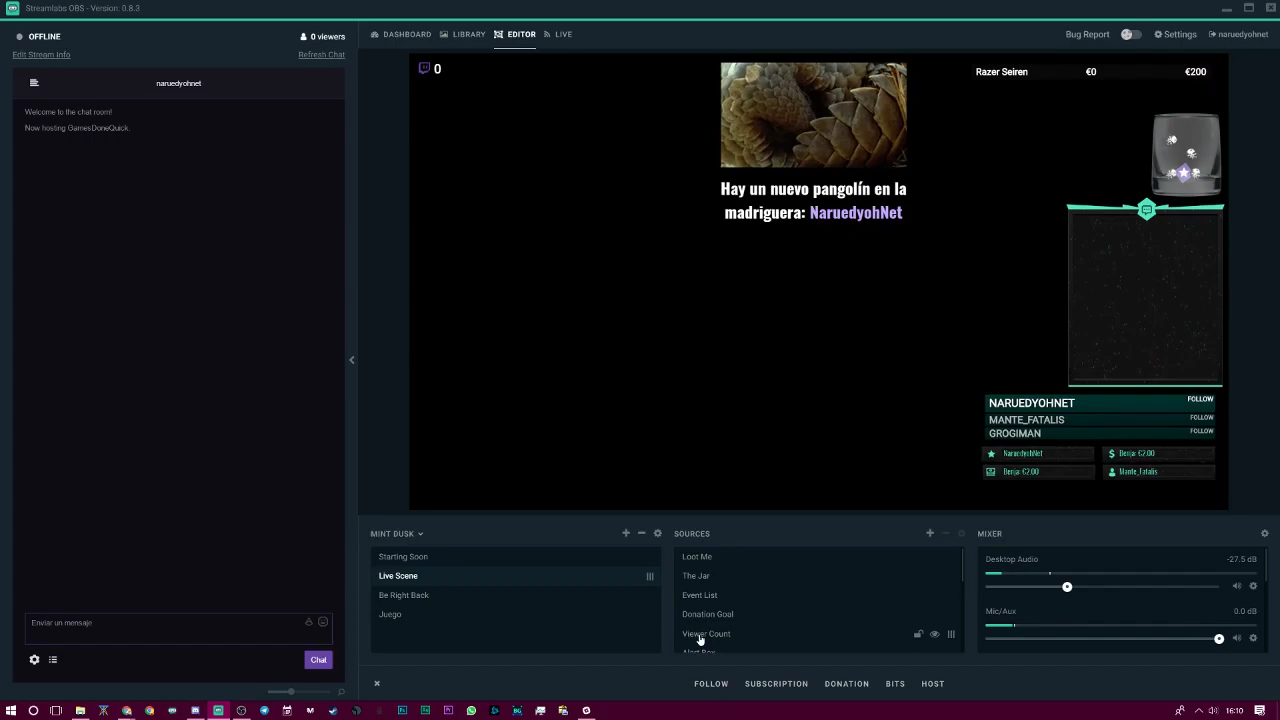 Streamlabs OBS - Version: 0.8.3
OFFLINE
0 viewers
Edit Stream Info
Refresh Chat
naruedyohnet
Welcome to the chat room!
Now hosting GamesDoneQuick.
Enviar un mensaje
Chat
DASHBOARD
LIBRARY
EDITOR
LIVE
Bug Report
Settings
naruedyohnet
0
Hay un nuevo pangolín en la
madriguera: NaruedyohNet
Razer Seiren €0 €200
NARUEDYOHNET FOLLOW
MANTE_FATALIS FOLLOW
GROGIMAN FOLLOW
NaruedyohNet
Berja: €2.00
Berja: €2.00
Mante_Fatalis
MINT DUSK
Starting Soon
Live Scene
Be Right Back
Juego
SOURCES
Loot Me
The Jar
Event List
Donation Goal
Viewer Count
Alert Box
MIXER
Desktop Audio -27.5 dB
Mic/Aux 0.0 dB
FOLLOW
SUBSCRIPTION
DONATION
BITS
HOST
16:10